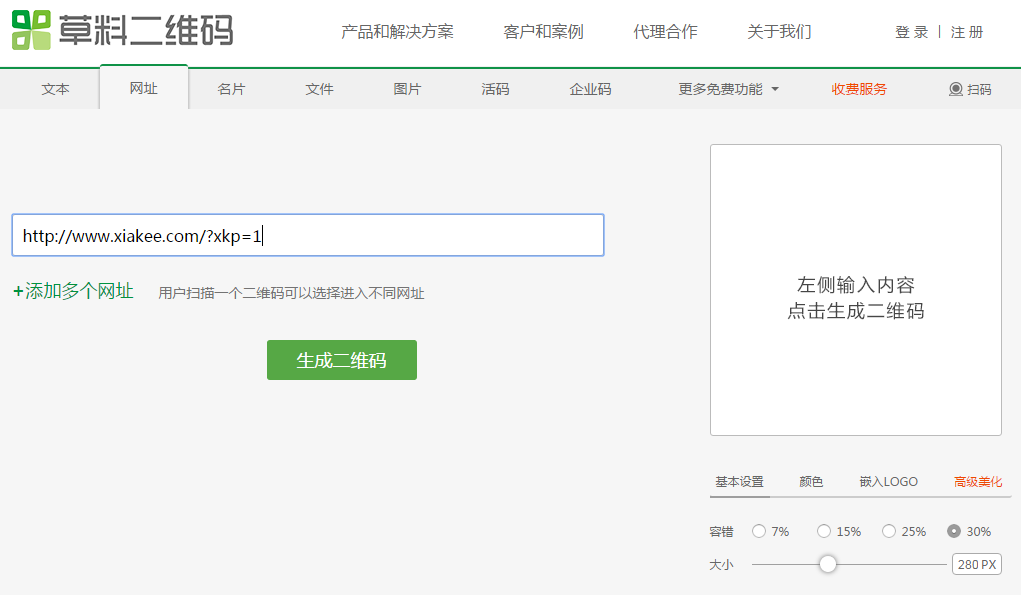 草料二维码
产品和解决方案 客户和案例 代理合作 关于我们 登 录 | 注 册
文本 网址 名片 文件 图片 活码 企业码 更多免费功能 收费服务 扫码
http://www.xiakee.com/?xkp=1
+添加多个网址 用户扫描一个二维码可以选择进入不同网址
生成二维码
左侧输入内容
点击生成二维码
基本设置 颜色 嵌入LOGO 高级美化
容错 7% 15% 25% 30%
大小 280 PX